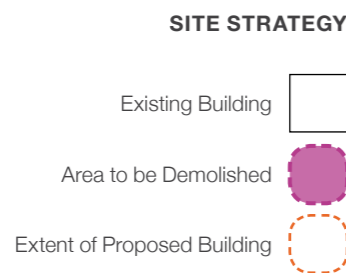 SITE STRATEGY
Existing Building
Area to be Demolished
Extent of Proposed Building